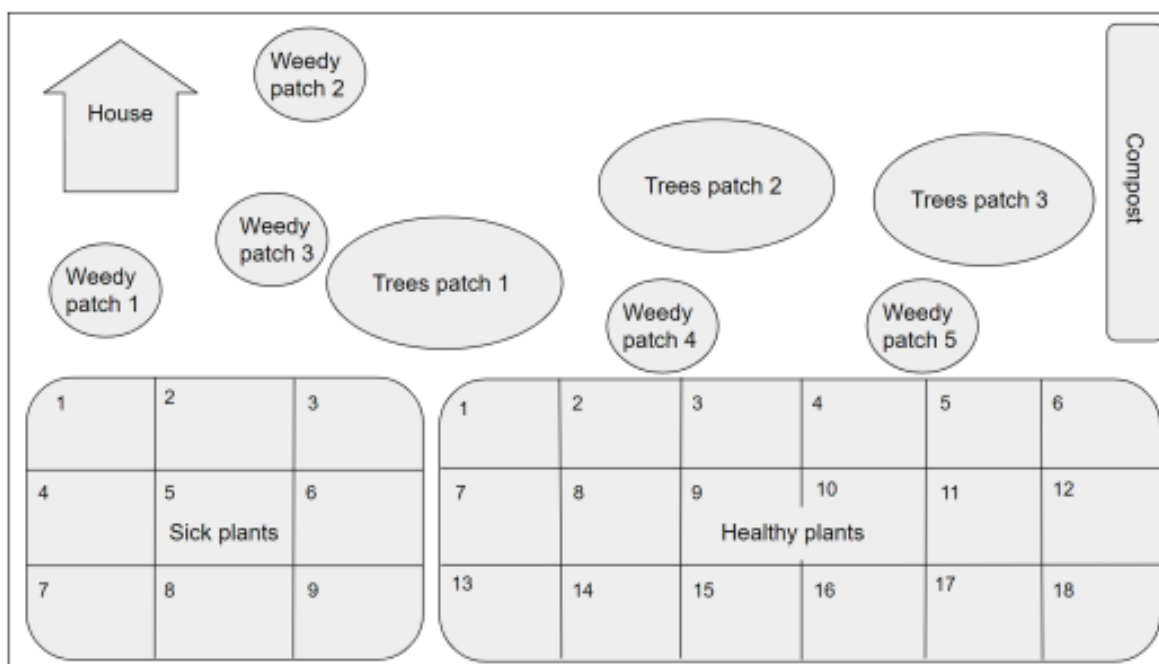 House
Weedy
patch 2
Weedy
patch 3
Weedy
patch 1
Trees patch 1
Trees patch 2
Trees patch 3
Compost
Weedy
patch 4
Weedy
patch 5
1 2 3
4 5 6
Sick plants
7 8 9
1 2 3 4 5 6
7 8 9 10 11 12
Healthy plants
13 14 15 16 17 18